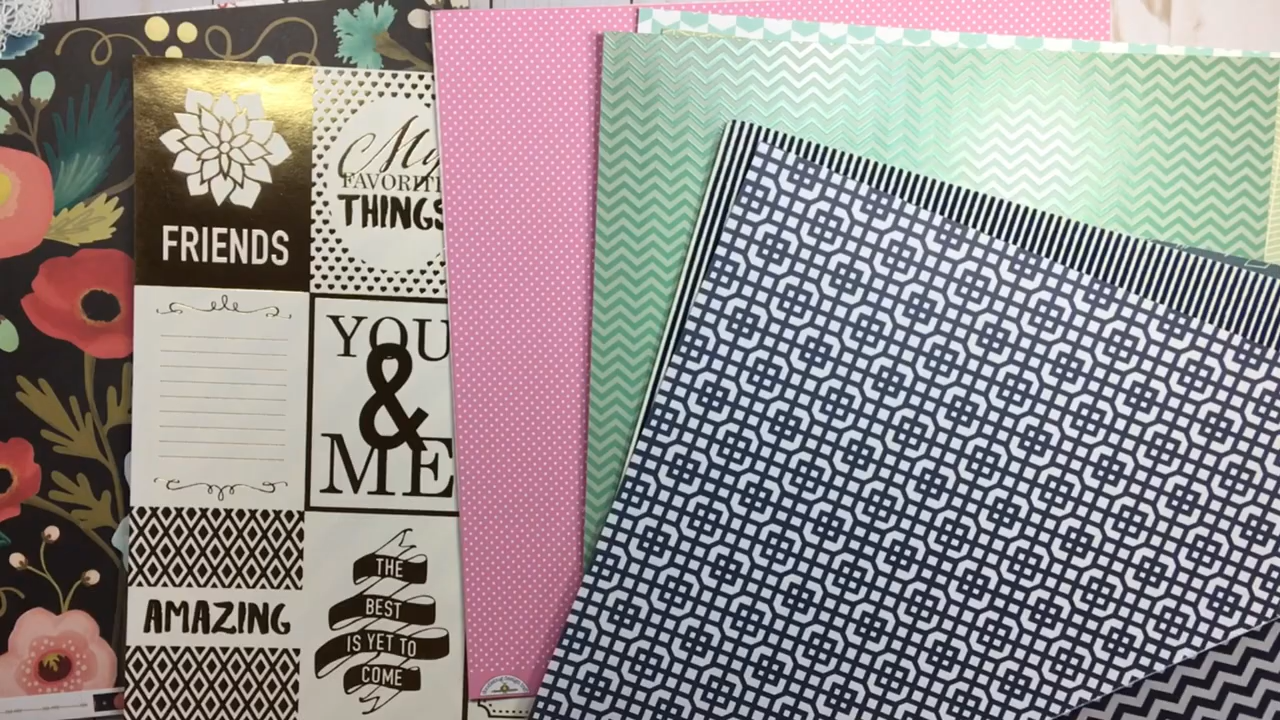 FRIENDS
My
FAVORITE
THINGS
YOU
&
ME
AMAZING
THE
BEST
IS YET TO
COME